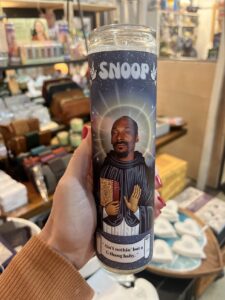 SNOOP
"Ain't nothin' but a
G thang baby."